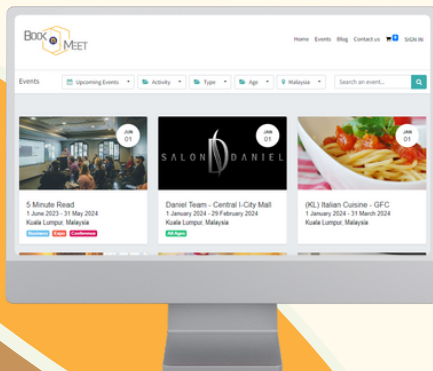 BOOK n MEET
Home Events Blog Contact us 0 SIGN IN
Events Upcoming Events Activity Type Age Malaysia Search an event...
JUN
01
JAN
01
JAN
01
SALON DANIEL
5 Minute Read
1 June 2023 - 31 May 2024
Kuala Lumpur, Malaysia
Business Expo Conference
Daniel Team - Central I-City Mall
1 January 2024 - 29 February 2024
Kuala Lumpur, Malaysia
All Ages
(KL) Italian Cuisine - GFC
1 January 2024 - 31 March 2024
Kuala Lumpur, Malaysia